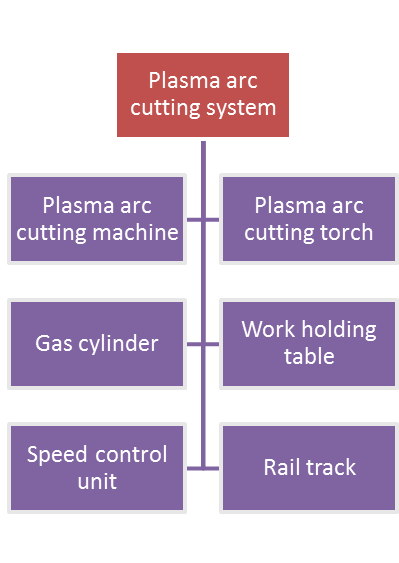 Plasma arc
cutting system
Plasma arc
cutting machine
Plasma arc
cutting torch
Gas cylinder
Work holding
table
Speed control
unit
Rail track